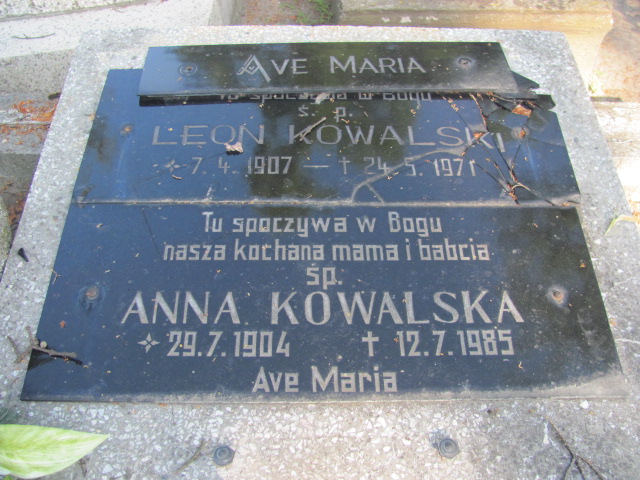 Ave Maria
Tu spoczywa w Bogu
ś. p.
Leon Kowalski
7. 4. 1907 — † 24. 5. 1971
Tu spoczywa w Bogu
nasza kochana mama i babcia
śp.
Anna Kowalska
29. 7. 1904 † 12. 7. 1985
Ave Maria